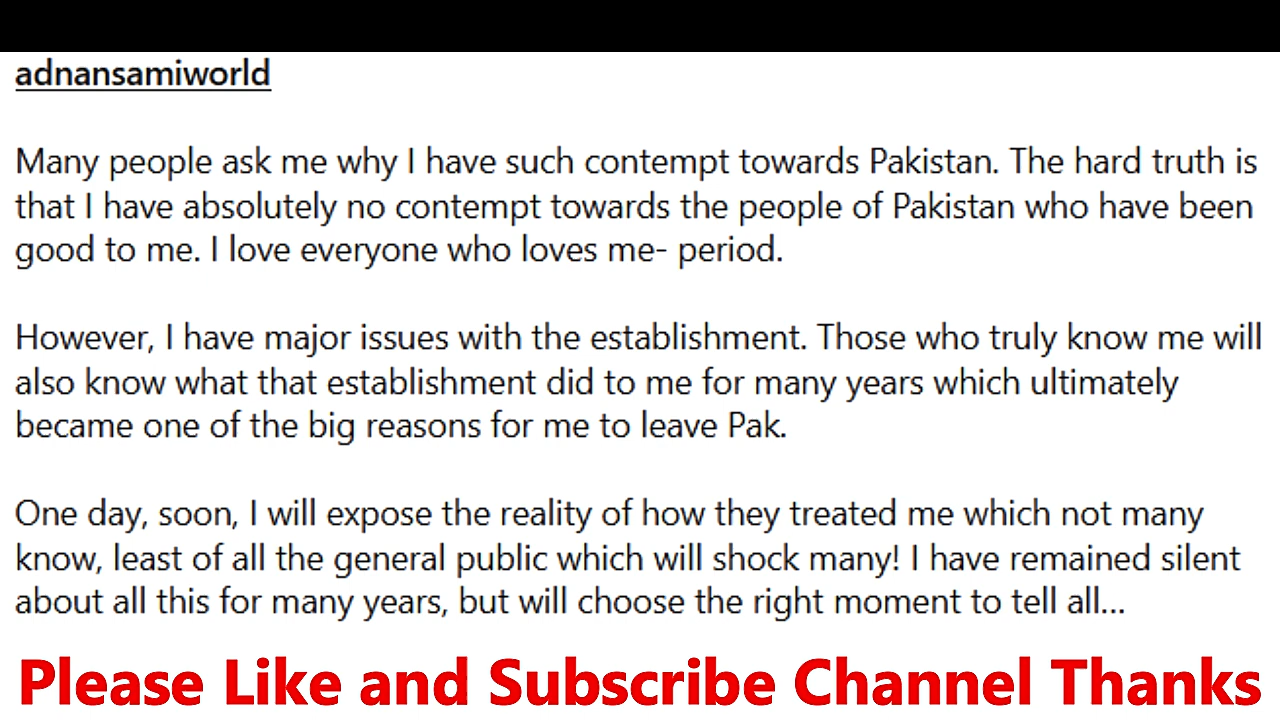 adnansamiworld
Many people ask me why I have such contempt towards Pakistan. The hard truth is
that I have absolutely no contempt towards the people of Pakistan who have been
good to me. I love everyone who loves me- period.
However, I have major issues with the establishment. Those who truly know me will
also know what that establishment did to me for many years which ultimately
became one of the big reasons for me to leave Pak.
One day, soon, I will expose the reality of how they treated me which not many
know, least of all the general public which will shock many! I have remained silent
about all this for many years, but will choose the right moment to tell all...
Please Like and Subscribe Channel Thanks